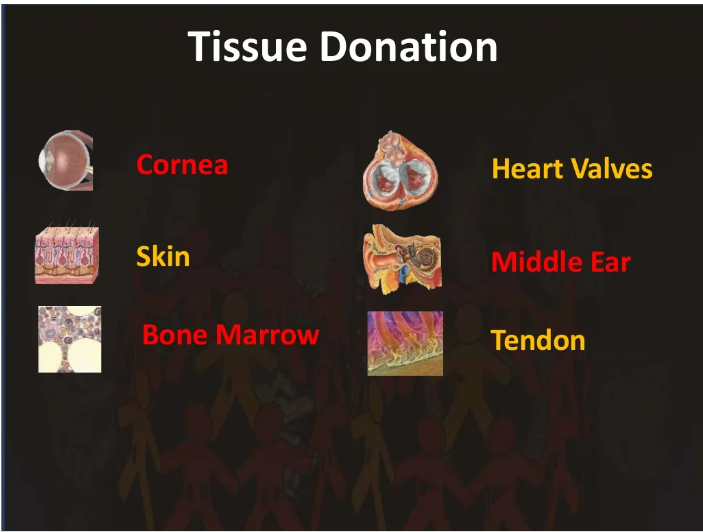 Tissue Donation
Cornea
Heart Valves
Skin
Middle Ear
Bone Marrow
Tendon